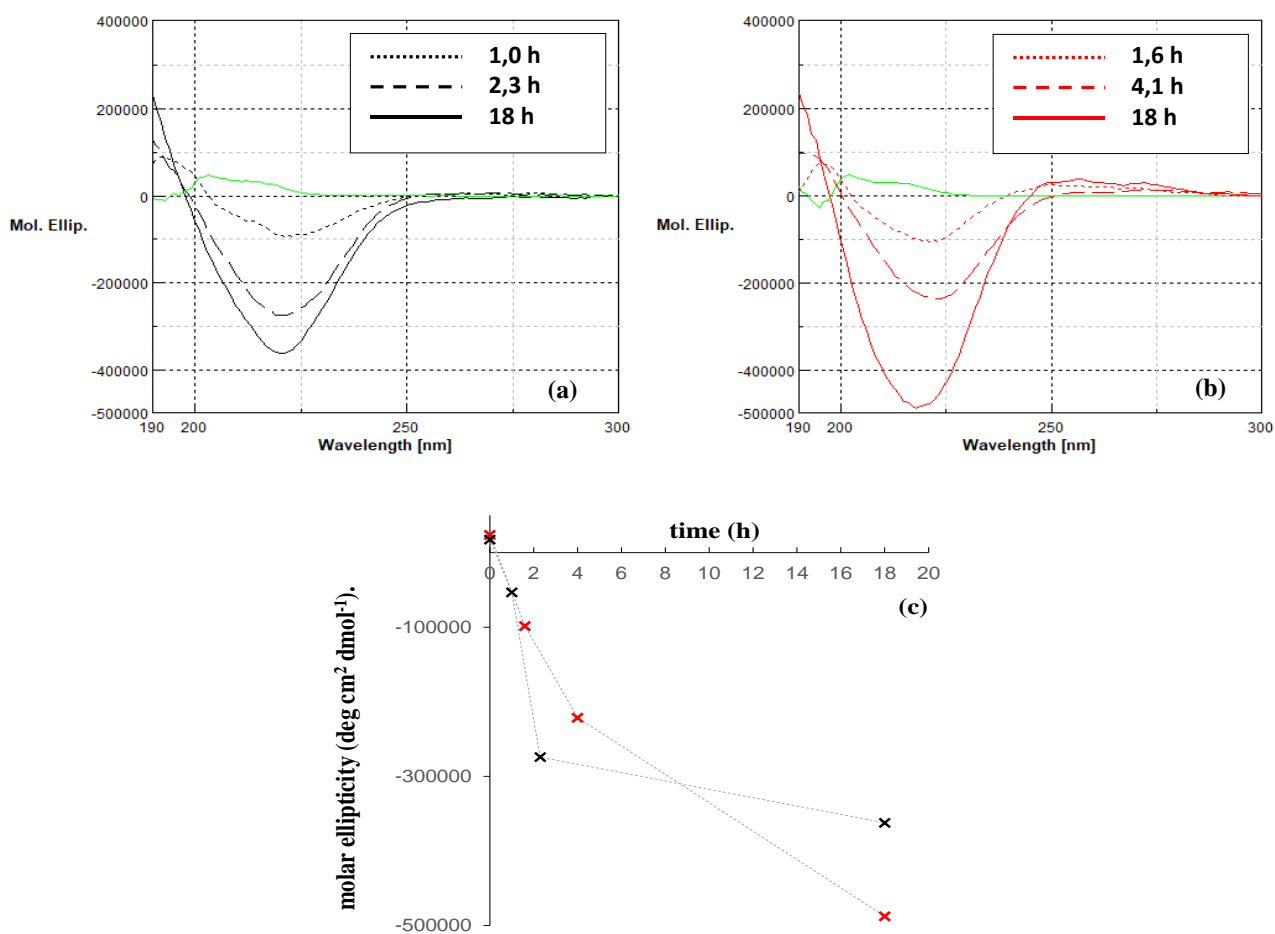 400000
200000
0
-200000
-400000
-500000
Mol. Ellip.
190 200 250 300
Wavelength [nm]
1,0 h
2,3 h
18 h
(a)
400000
200000
0
-200000
-400000
-500000
Mol. Ellip.
190 200 250 300
Wavelength [nm]
1,6 h
4,1 h
18 h
(b)
time (h)
0 2 4 6 8 10 12 14 16 18 20
(c)
-100000
-300000
-500000
molar ellipticity (deg cm² dmol⁻¹).